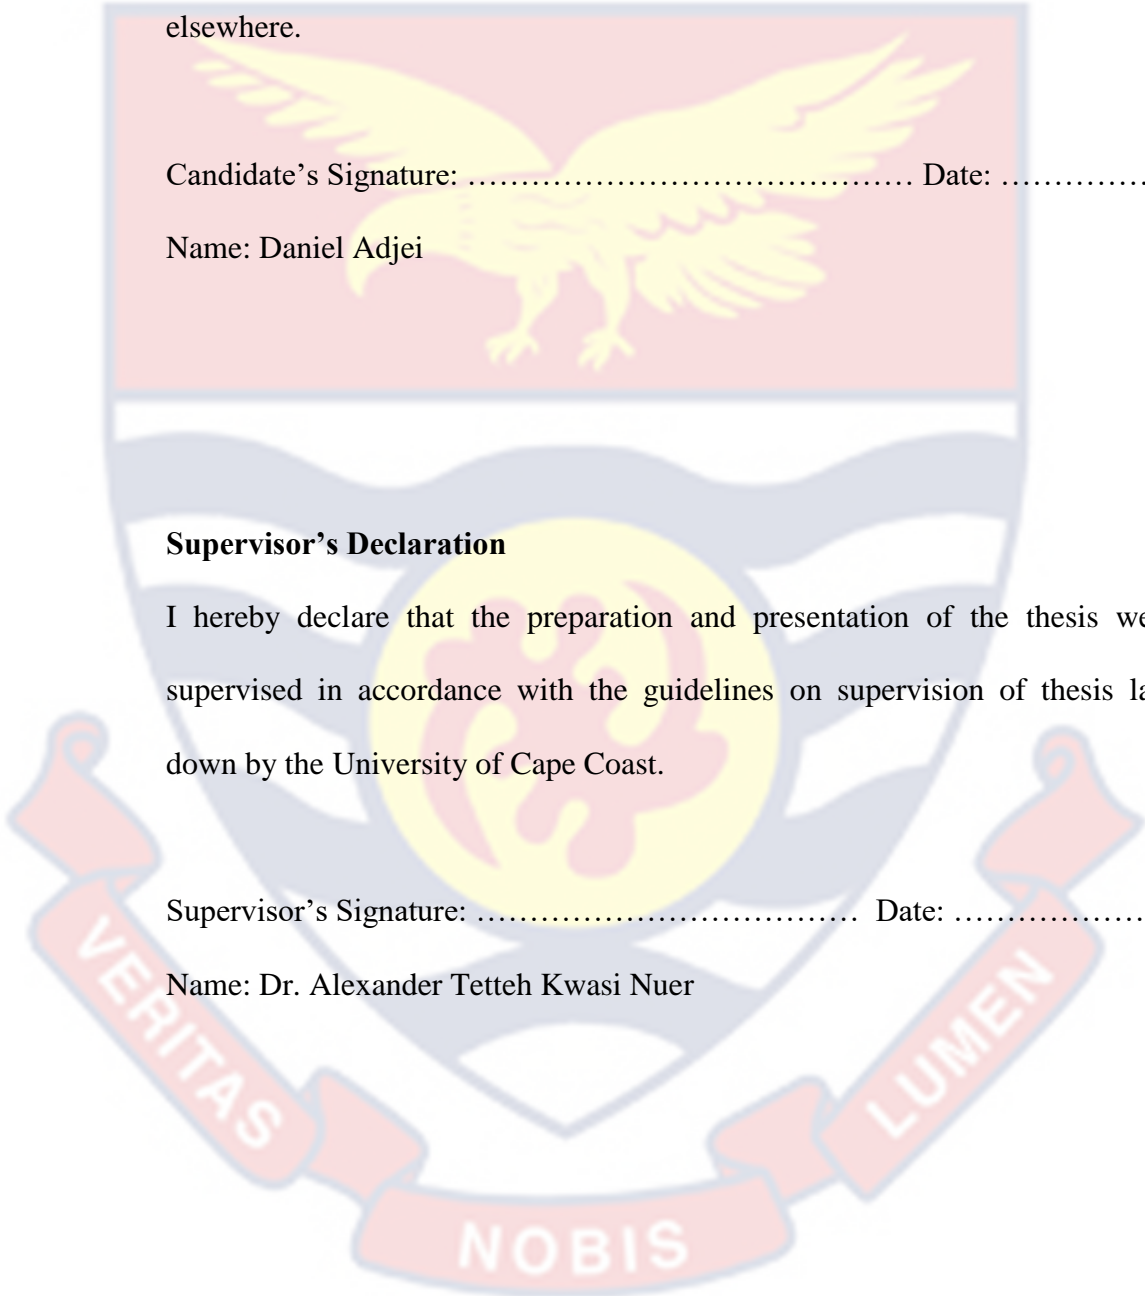 elsewhere.
Candidate’s Signature: …………………………………… Date: ……………
Name: Daniel Adjei
Supervisor’s Declaration
I hereby declare that the preparation and presentation of the thesis we
supervised in accordance with the guidelines on supervision of thesis la
down by the University of Cape Coast.
Supervisor’s Signature: ……………………………… Date: ………………
Name: Dr. Alexander Tetteh Kwasi Nuer
VERITAS
NOBIS
LUMEN